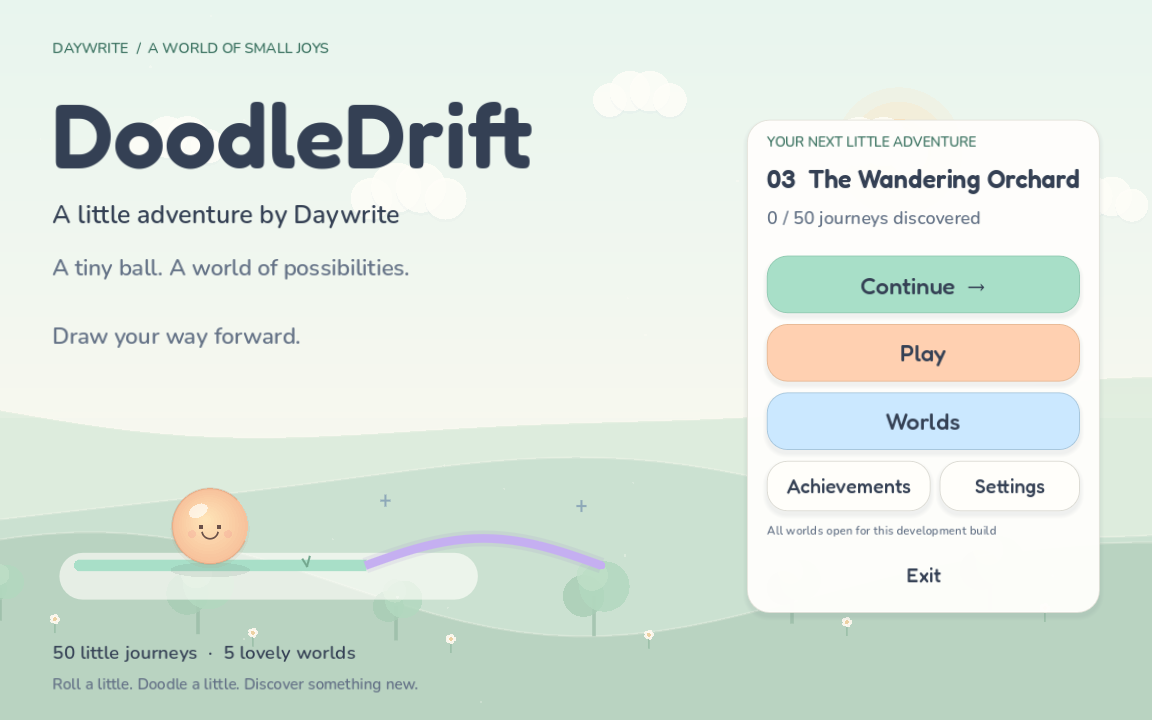 DAYWRITE / A WORLD OF SMALL JOYS
DoodleDrift
A little adventure by Daywrite
A tiny ball. A world of possibilities.
Draw your way forward.
50 little journeys · 5 lovely worlds
Roll a little. Doodle a little. Discover something new.
YOUR NEXT LITTLE ADVENTURE
03 The Wandering Orchard
0 / 50 journeys discovered
Continue →
Play
Worlds
Achievements
Settings
All worlds open for this development build
Exit